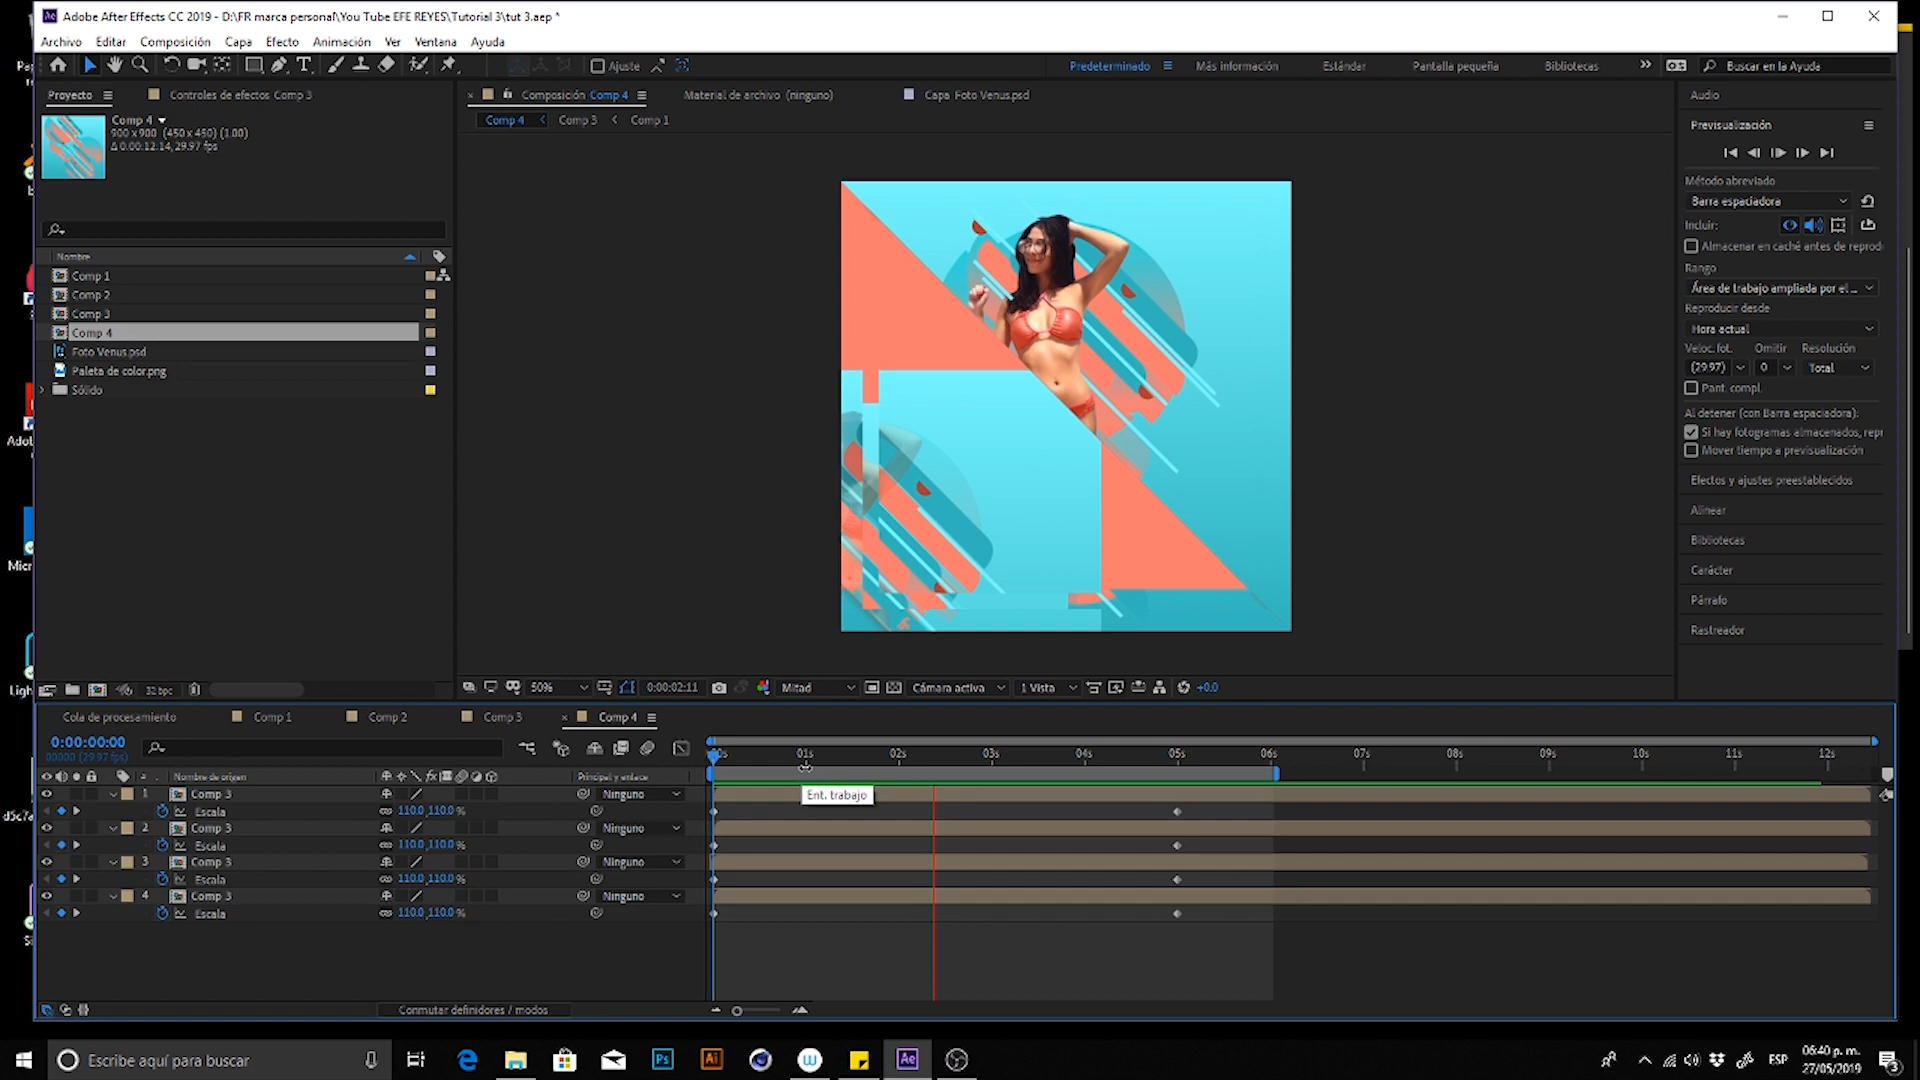 Adobe After Effects CC 2019 - D:\FR marca personal\You Tube EFE REYES\Tutorial 3\tut 3.aep *
Archivo Editar Composición Capa Efecto Animación Ver Ventana Ayuda
Ajuste Predeterminado Más información Estándar Pantalla pequeña Bibliotecas Buscar en la Ayuda
Proyecto Controles de efectos Comp 3 Composición Comp 4 Material de archivo (ninguno) Capa Foto Venus.psd Audio
Comp 4 Comp 3 Comp 1
Comp 4
900 x 900 (450 x 450) (1.00)
Δ 0:00:12:14, 29.97 fps
Nombre
Comp 1
Comp 2
Comp 3
Comp 4
Foto Venus.psd
Paleta de color.png
Sólido
Previsualización
Método abreviado
Barra espaciadora
Incluir:
Almacenar en caché antes de reprod
Rango
Área de trabajo ampliada por el ...
Reproducir desde
Hora actual
Veloc. fot. Omitir Resolución
(29.97) 0 Total
Pant. compl.
Al detener (con Barra espaciadora):
Si hay fotogramas almacenados, repr
Mover tiempo a previsualización
Efectos y ajustes preestablecidos
Alinear
Bibliotecas
Carácter
Párrafo
Rastreador
32 bpc 50% 0:00:02:11 Mitad Cámara activa 1 Vista +0.0
Cola de procesamiento Comp 1 Comp 2 Comp 3 Comp 4
0:00:00:00
00000 (29.97 fps)
01s 02s 03s 04s 05s 06s 07s 08s 09s 10s 11s 12s
# Nombre de origen Principal y enlace
1 Comp 3 Ninguno
Ent. trabajo
Escala 110.0,110.0 %
2 Comp 3 Ninguno
Escala 110.0,110.0 %
3 Comp 3 Ninguno
Escala 110.0,110.0 %
4 Comp 3 Ninguno
Escala 110.0,110.0 %
Conmutar definidores / modos
Adol
Micr
Ligh
d5c7a
Escribe aquí para buscar
Ps Ai Ae
ESP
06:40 p. m.
27/05/2019
3